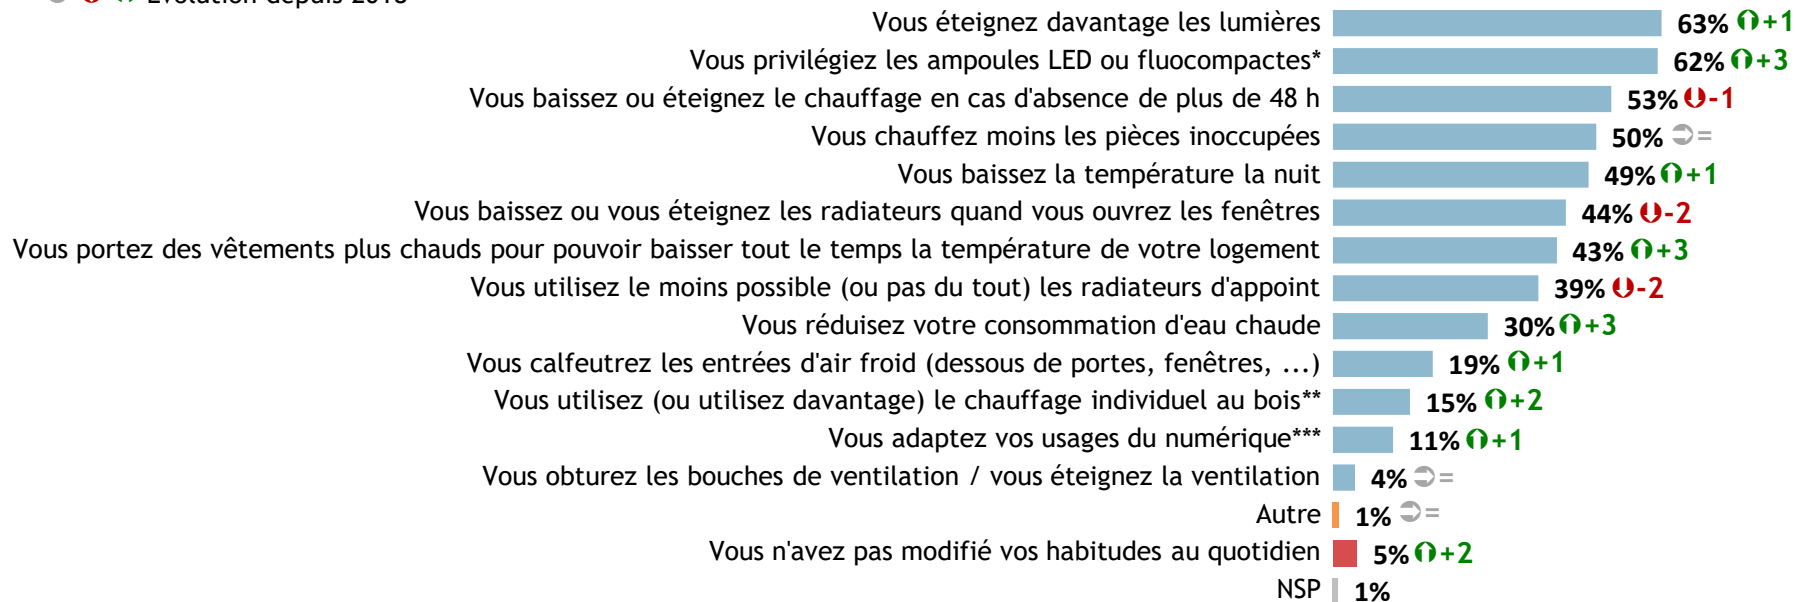 Evolution depuis 2018
Vous éteignez davantage les lumières 63% +1
Vous privilégiez les ampoules LED ou fluocompactes* 62% +3
Vous baissez ou éteignez le chauffage en cas d'absence de plus de 48 h 53% -1
Vous chauffez moins les pièces inoccupées 50% =
Vous baissez la température la nuit 49% +1
Vous baissez ou vous éteignez les radiateurs quand vous ouvrez les fenêtres 44% -2
Vous portez des vêtements plus chauds pour pouvoir baisser tout le temps la température de votre logement 43% +3
Vous utilisez le moins possible (ou pas du tout) les radiateurs d'appoint 39% -2
Vous réduisez votre consommation d'eau chaude 30% +3
Vous calfeutrez les entrées d'air froid (dessous de portes, fenêtres, ...) 19% +1
Vous utilisez (ou utilisez davantage) le chauffage individuel au bois** 15% +2
Vous adaptez vos usages du numérique*** 11% +1
Vous obturez les bouches de ventilation / vous éteignez la ventilation 4% =
Autre 1% =
Vous n'avez pas modifié vos habitudes au quotidien 5% +2
NSP 1%